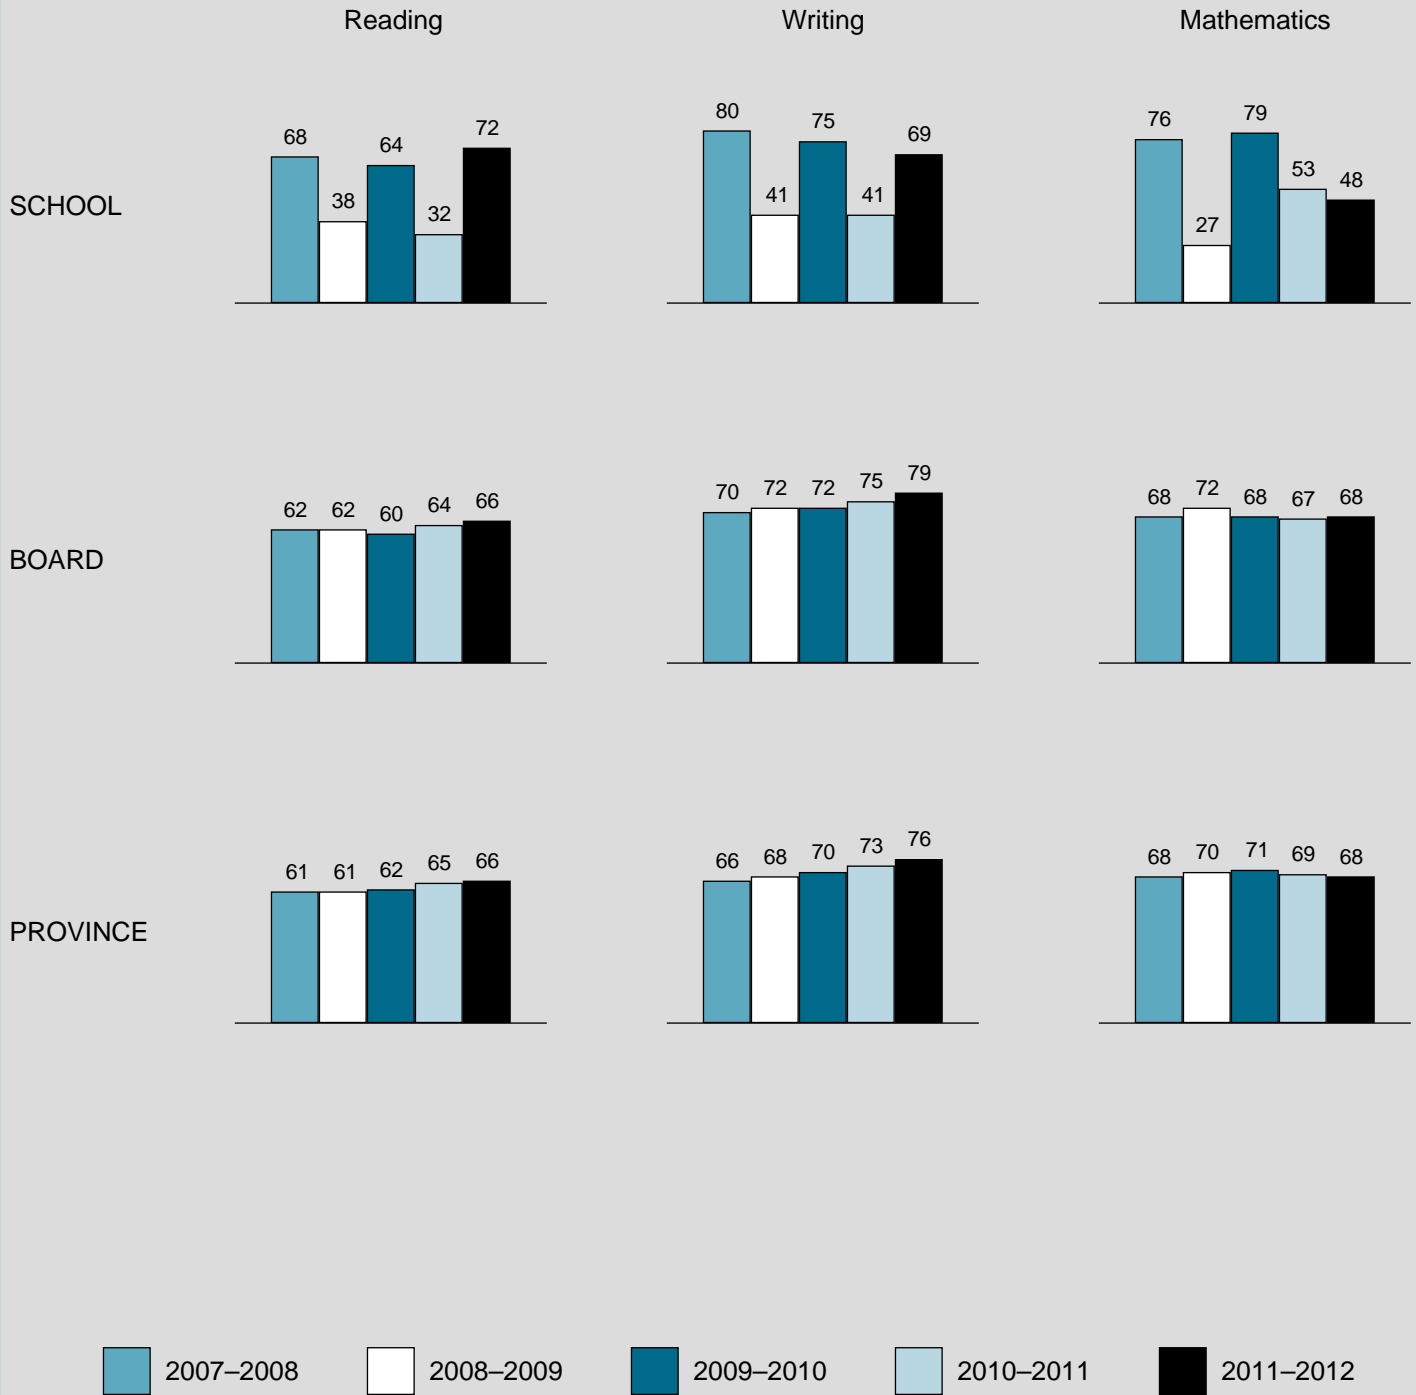 Reading Writing Mathematics
SCHOOL
68 38 64 32 72
80 41 75 41 69
76 27 79 53 48
BOARD
62 62 60 64 66
70 72 72 75 79
68 72 68 67 68
PROVINCE
61 61 62 65 66
66 68 70 73 76
68 70 71 69 68
2007–2008 2008–2009 2009–2010 2010–2011 2011–2012